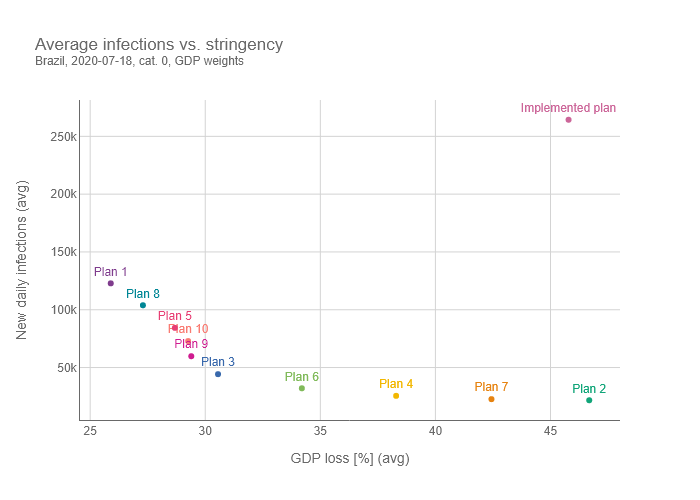 Average infections vs. stringency
Brazil, 2020-07-18, cat. 0, GDP weights
Implemented plan
250k
200k
150k
100k
50k
New daily infections (avg)
Plan 1
Plan 8
Plan 5
Plan 10
Plan 9
Plan 3
Plan 6
Plan 4
Plan 7
Plan 2
25
30
35
40
45
GDP loss [%] (avg)